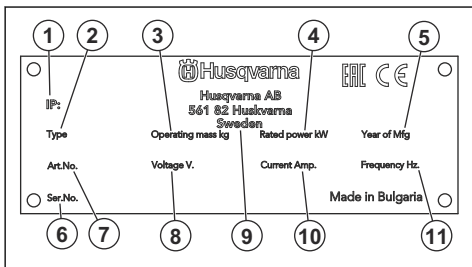 1 2 3 4 5
Husqvarna EAC CE
IP:
Husqvarna AB
561 82 Huskvarna
Sweden
Type Operating mass kg Rated power kW Year of Mfg
Art.No. Voltage V. Current Amp. Frequency Hz.
Ser.No. Made in Bulgaria
6 7 8 9 10 11